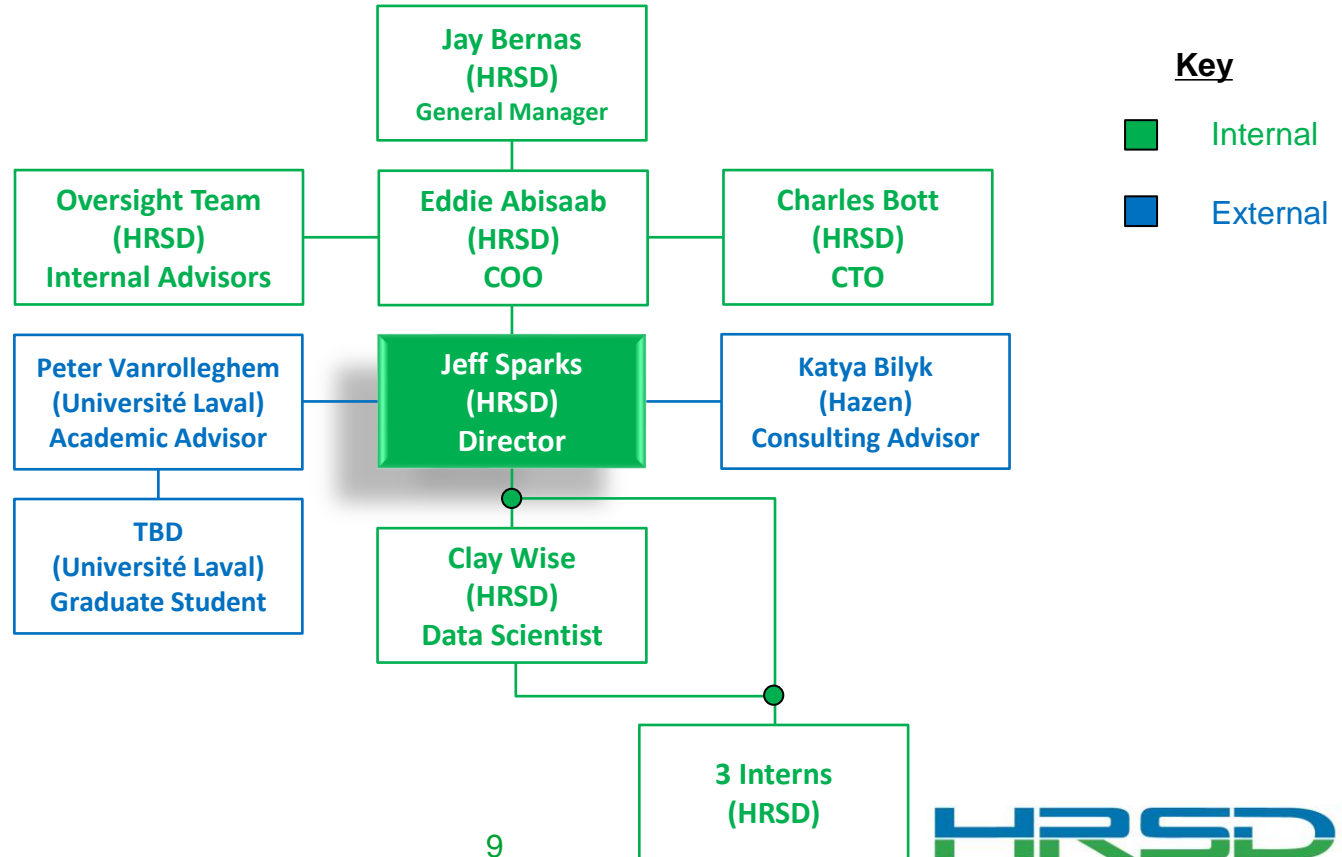 Jay Bernas
(HRSD)
General Manager
Key
Internal
External
Oversight Team
(HRSD)
Internal Advisors
Eddie Abisaab
(HRSD)
COO
Charles Bott
(HRSD)
CTO
Peter Vanrolleghem
(Université Laval)
Academic Advisor
Jeff Sparks
(HRSD)
Director
Katya Bilyk
(Hazen)
Consulting Advisor
TBD
(Université Laval)
Graduate Student
Clay Wise
(HRSD)
Data Scientist
3 Interns
(HRSD)
9
HRSD